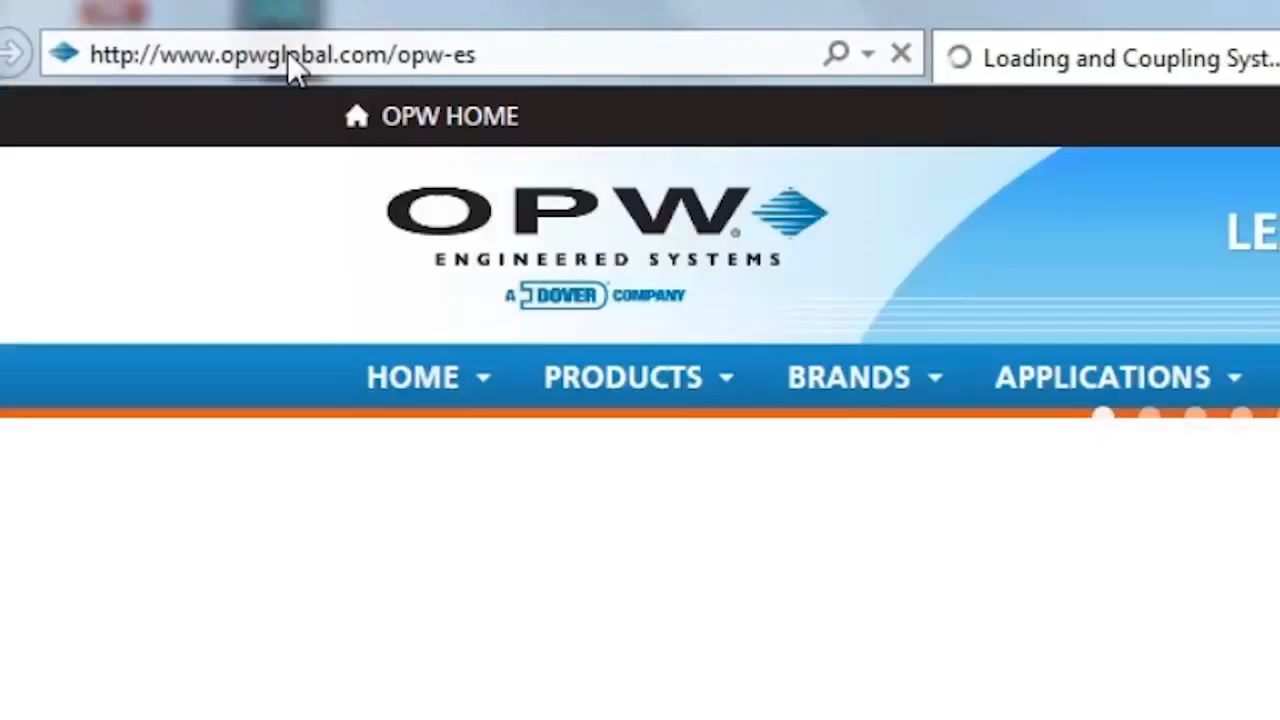 http://www.opwglobal.com/opw-es
Loading and Coupling Syst...
OPW HOME
OPW
LE
ENGINEERED SYSTEMS
A DOVER COMPANY
HOME PRODUCTS BRANDS APPLICATIONS